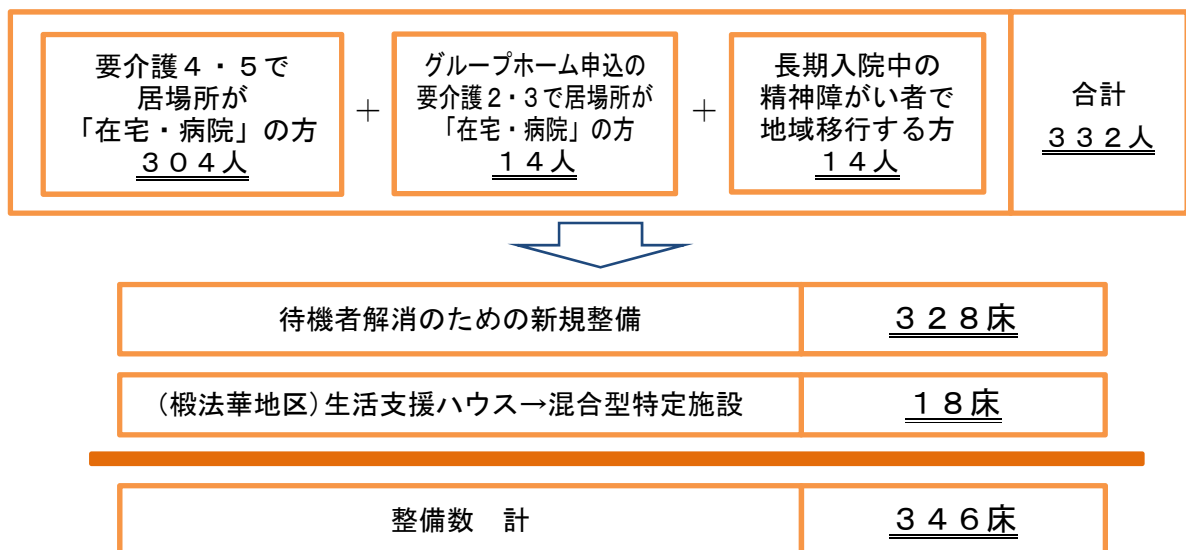 要介護４・５で
居場所が
「在宅・病院」の方
３０４人
＋
グループホーム申込の
要介護２・３で居場所が
「在宅・病院」の方
１４人
＋
長期入院中の
精神障がい者で
地域移行する方
１４人
合計
３３２人
待機者解消のための新規整備
３２８床
（椴法華地区）生活支援ハウス→混合型特定施設
１８床
整備数　計
３４６床